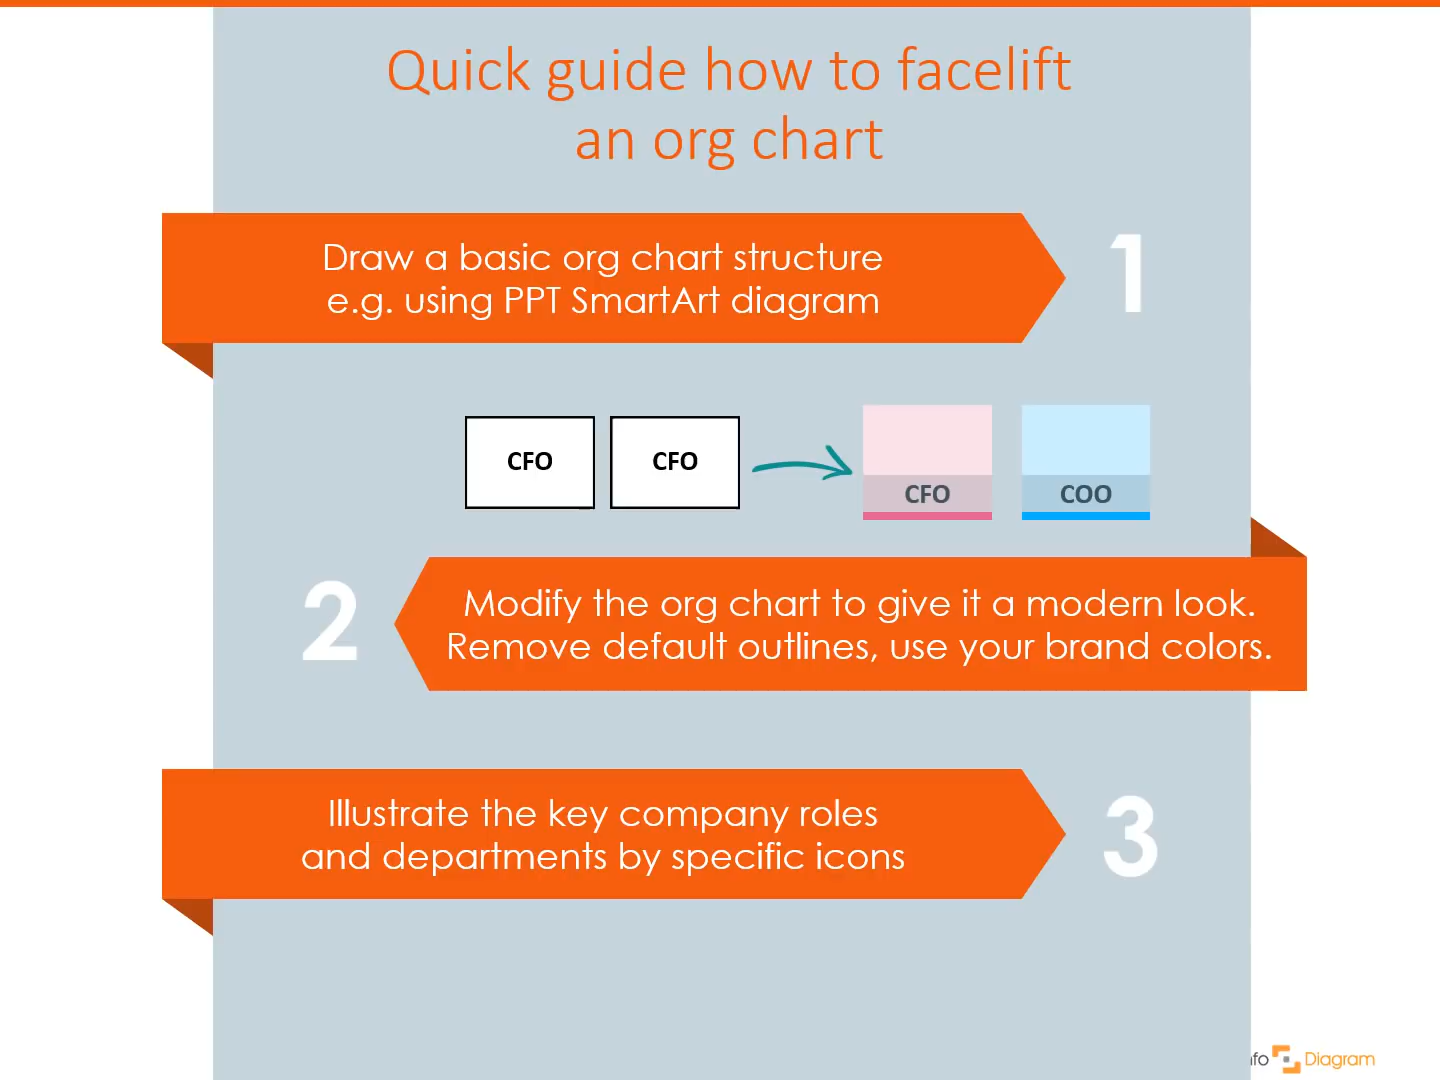 Quick guide how to facelift
an org chart
Draw a basic org chart structure
e.g. using PPT SmartArt diagram
1
CFO CFO CFO COO
2
Modify the org chart to give it a modern look.
Remove default outlines, use your brand colors.
Illustrate the key company roles
and departments by specific icons
3
nfo Diagram